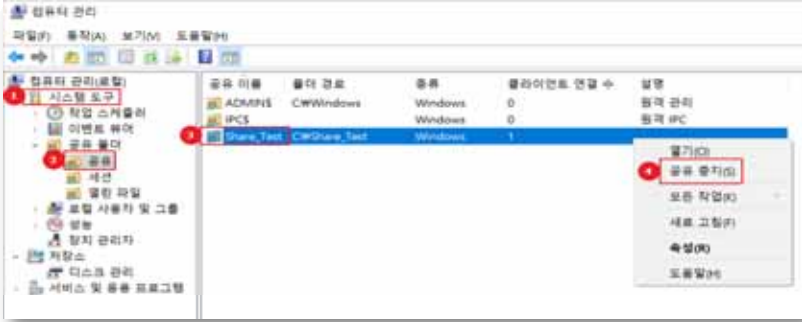 컴퓨터 관리
파일(F) 동작(A) 보기(V) 도움말(H)
컴퓨터 관리(로컬)
1 시스템 도구
작업 스케줄러
이벤트 뷰어
공유 폴더
2 공유
세션
열린 파일
로컬 사용자 및 그룹
성능
장치 관리자
저장소
디스크 관리
서비스 및 응용 프로그램
공유 이름 폴더 경로 종류 클라이언트 연결 수 설명
ADMIN$ C:₩Windows Windows 0 원격 관리
IPC$ Windows 0 원격 IPC
3 Share_Test C:₩Share_Test Windows 1
열기(O)
4 공유 중지(S)
모든 작업(K)
새로 고침(F)
속성(R)
도움말(H)